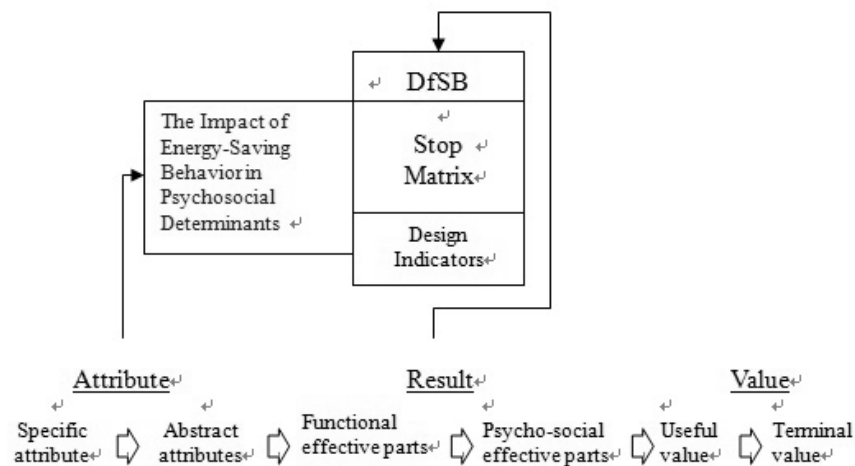 DfSB
The Impact of
Energy-Saving
Behavior in
Psychosocial
Determinants
Stop
Matrix
Design
Indicators
Attribute
Result
Value
Specific
attribute
Abstract
attributes
Functional
effective parts
Psycho-social
effective parts
Useful
value
Terminal
value